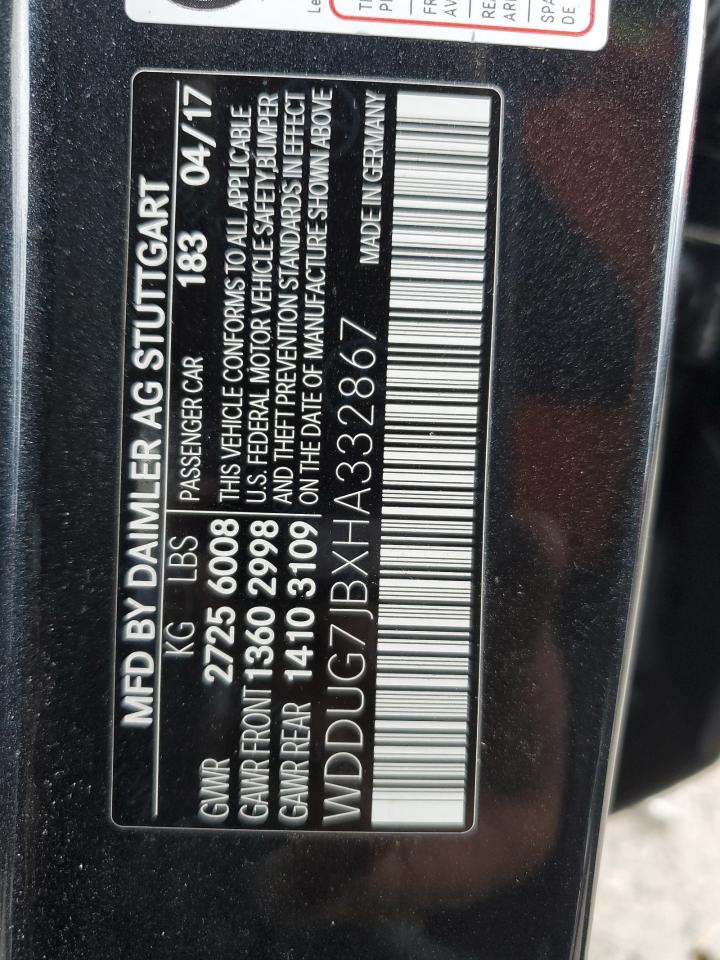 MFD BY DAIMLER AG STUTTGART
KG LBS PASSENGER CAR 183 04/17
GVWR 2725 6008 THIS VEHICLE CONFORMS TO ALL APPLICABLE
GAWR FRONT 1360 2998 U.S. FEDERAL MOTOR VEHICLE SAFETY,BUMPER
GAWR REAR 1410 3109 AND THEFT PREVENTION STANDARDS IN EFFECT
ON THE DATE OF MANUFACTURE SHOWN ABOVE
WDDUG7JBXHA332867 MADE IN GERMANY